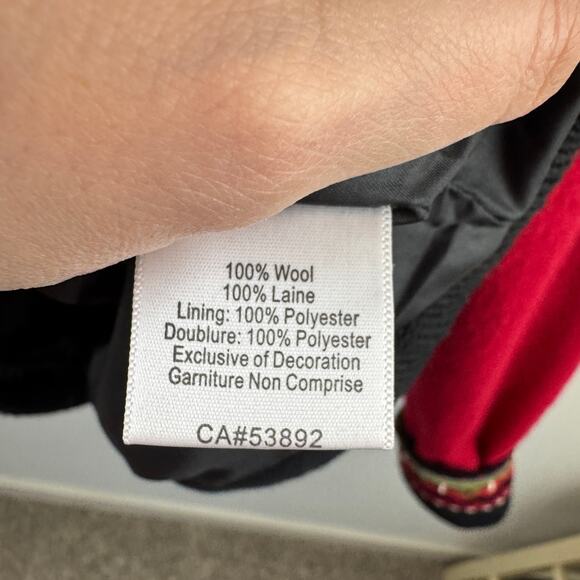 100% Wool
100% Laine
Lining: 100% Polyester
Doublure: 100% Polyester
Exclusive of Decoration
Garniture Non Comprise
CA#53892